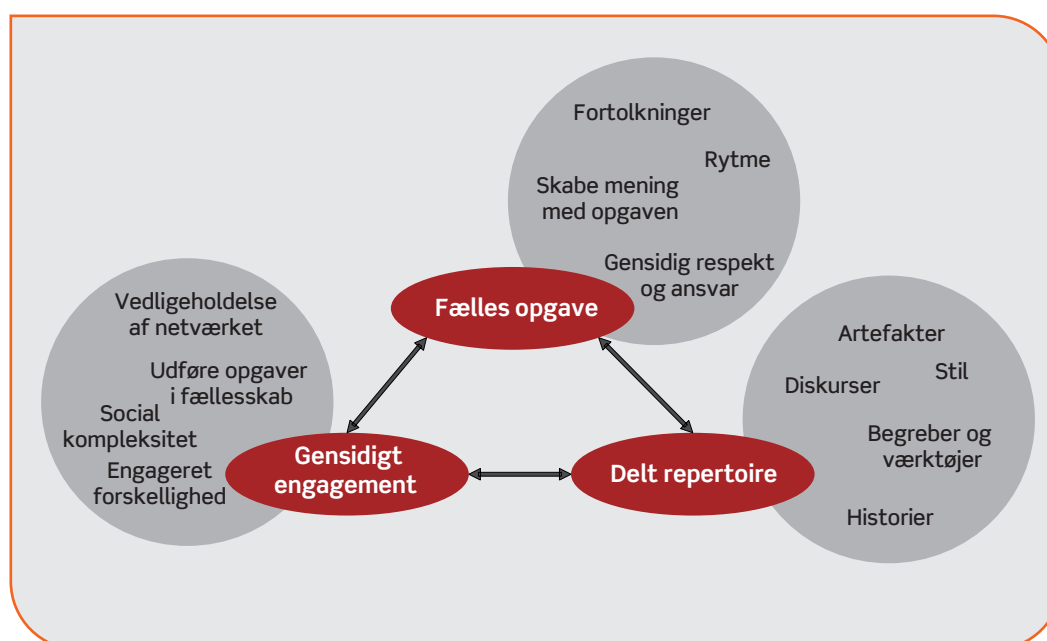 Fortolkninger
Rytme
Skabe mening
med opgaven
Gensidig respekt
og ansvar
Fælles opgave
Vedligeholdelse
af netværket
Udføre opgaver
i fællesskab
Social
kompleksitet
Engageret
forskellighed
Gensidigt
engagement
Artefakter
Stil
Diskurser
Begreber og
værktøjer
Historier
Delt repertoire